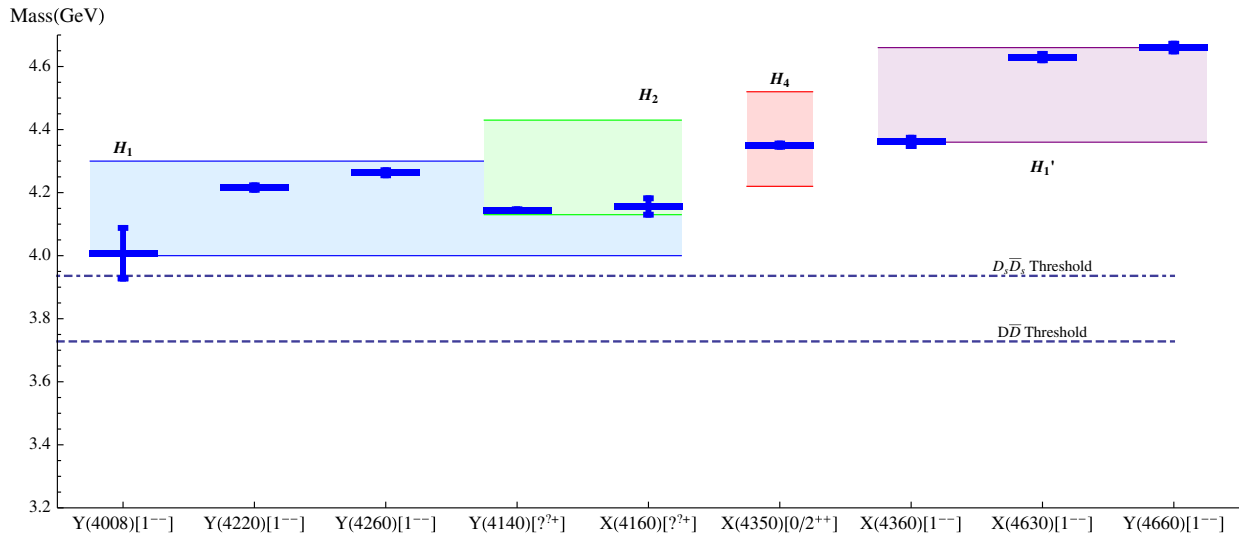 Mass(GeV)
4.6
4.4
4.2
4.0
3.8
3.6
3.4
3.2
H₁
H₂
H₄
H₁'
DₛD̅ₛ Threshold
DD̅ Threshold
Y(4008)[1⁻⁻] Y(4220)[1⁻⁻] Y(4260)[1⁻⁻] Y(4140)[?^?+] X(4160)[?^?+] X(4350)[0/2⁺⁺] X(4360)[1⁻⁻] X(4630)[1⁻⁻] Y(4660)[1⁻⁻]